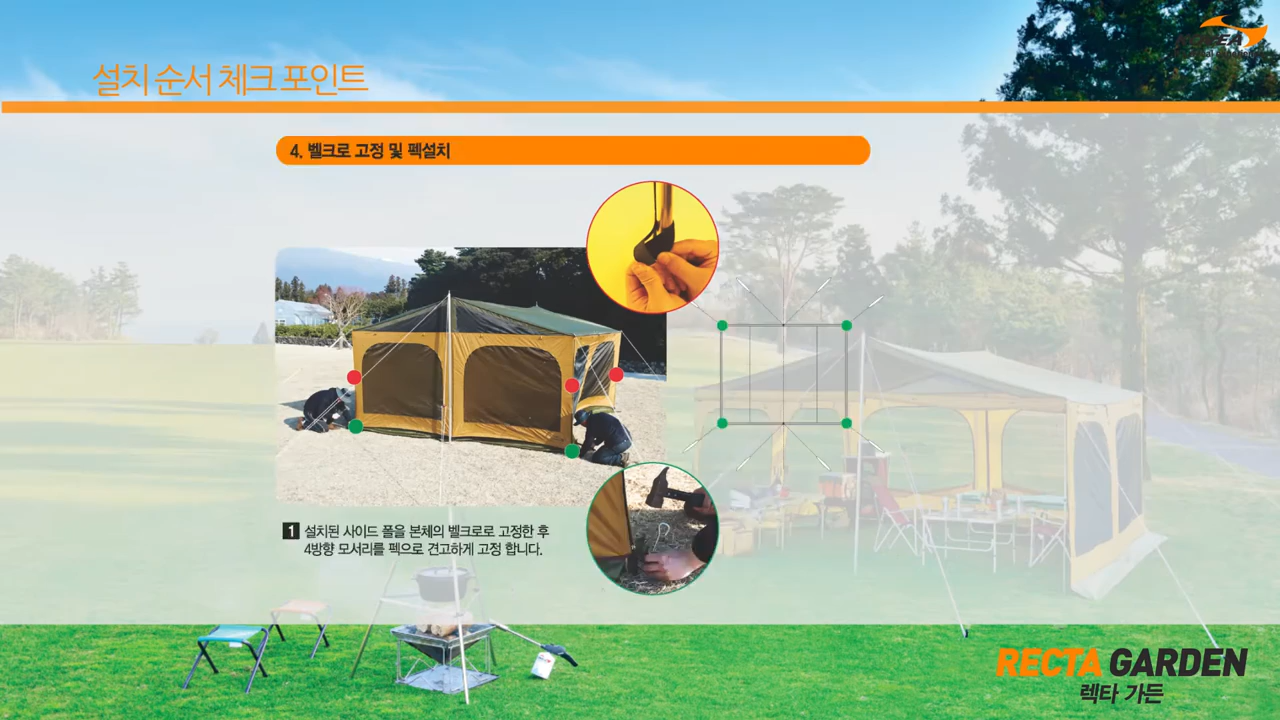 설치 순서 체크 포인트
4. 벨크로 고정 및 펙설치
1 설치된 사이드 폴을 본체의 벨크로로 고정한 후
4방향 모서리를 펙으로 견고하게 고정 합니다.
RECTA GARDEN
렉타 가든